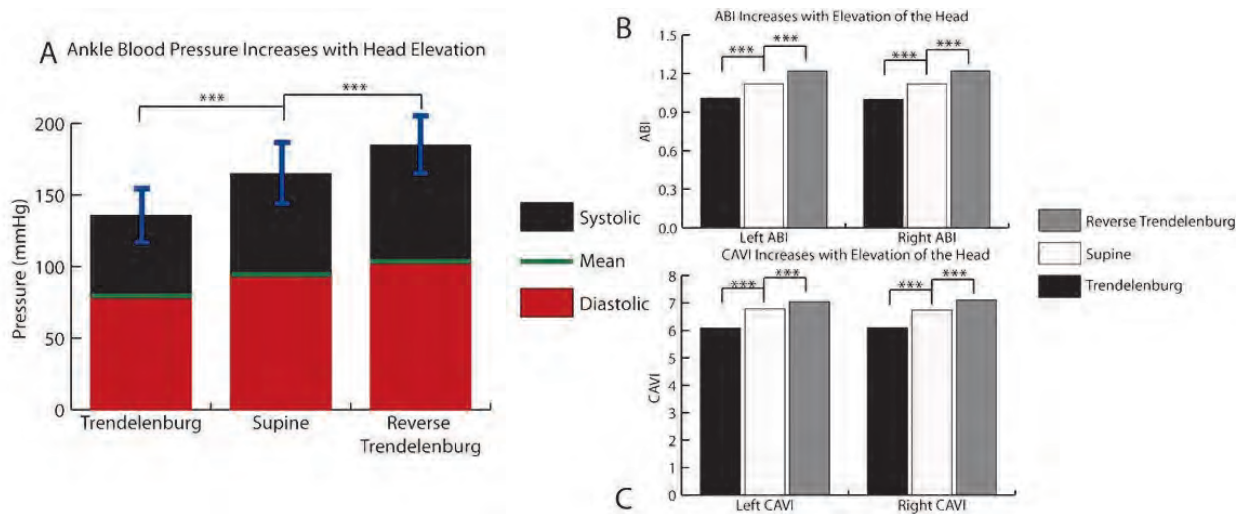 A
Ankle Blood Pressure Increases with Head Elevation
***
***
200
150
100
50
0
Pressure (mmHg)
Trendelenburg
Supine
Reverse
Trendelenburg
Systolic
Mean
Diastolic
B
ABI Increases with Elevation of the Head
1.5
1.2
0.9
0.6
0.3
0.0
ABI
***
***
***
***
Left ABI
Right ABI
C
CAVI Increases with Elevation of the Head
8
7
6
5
4
3
2
1
0
CAVI
***
***
***
***
Left CAVI
Right CAVI
Reverse Trendelenburg
Supine
Trendelenburg